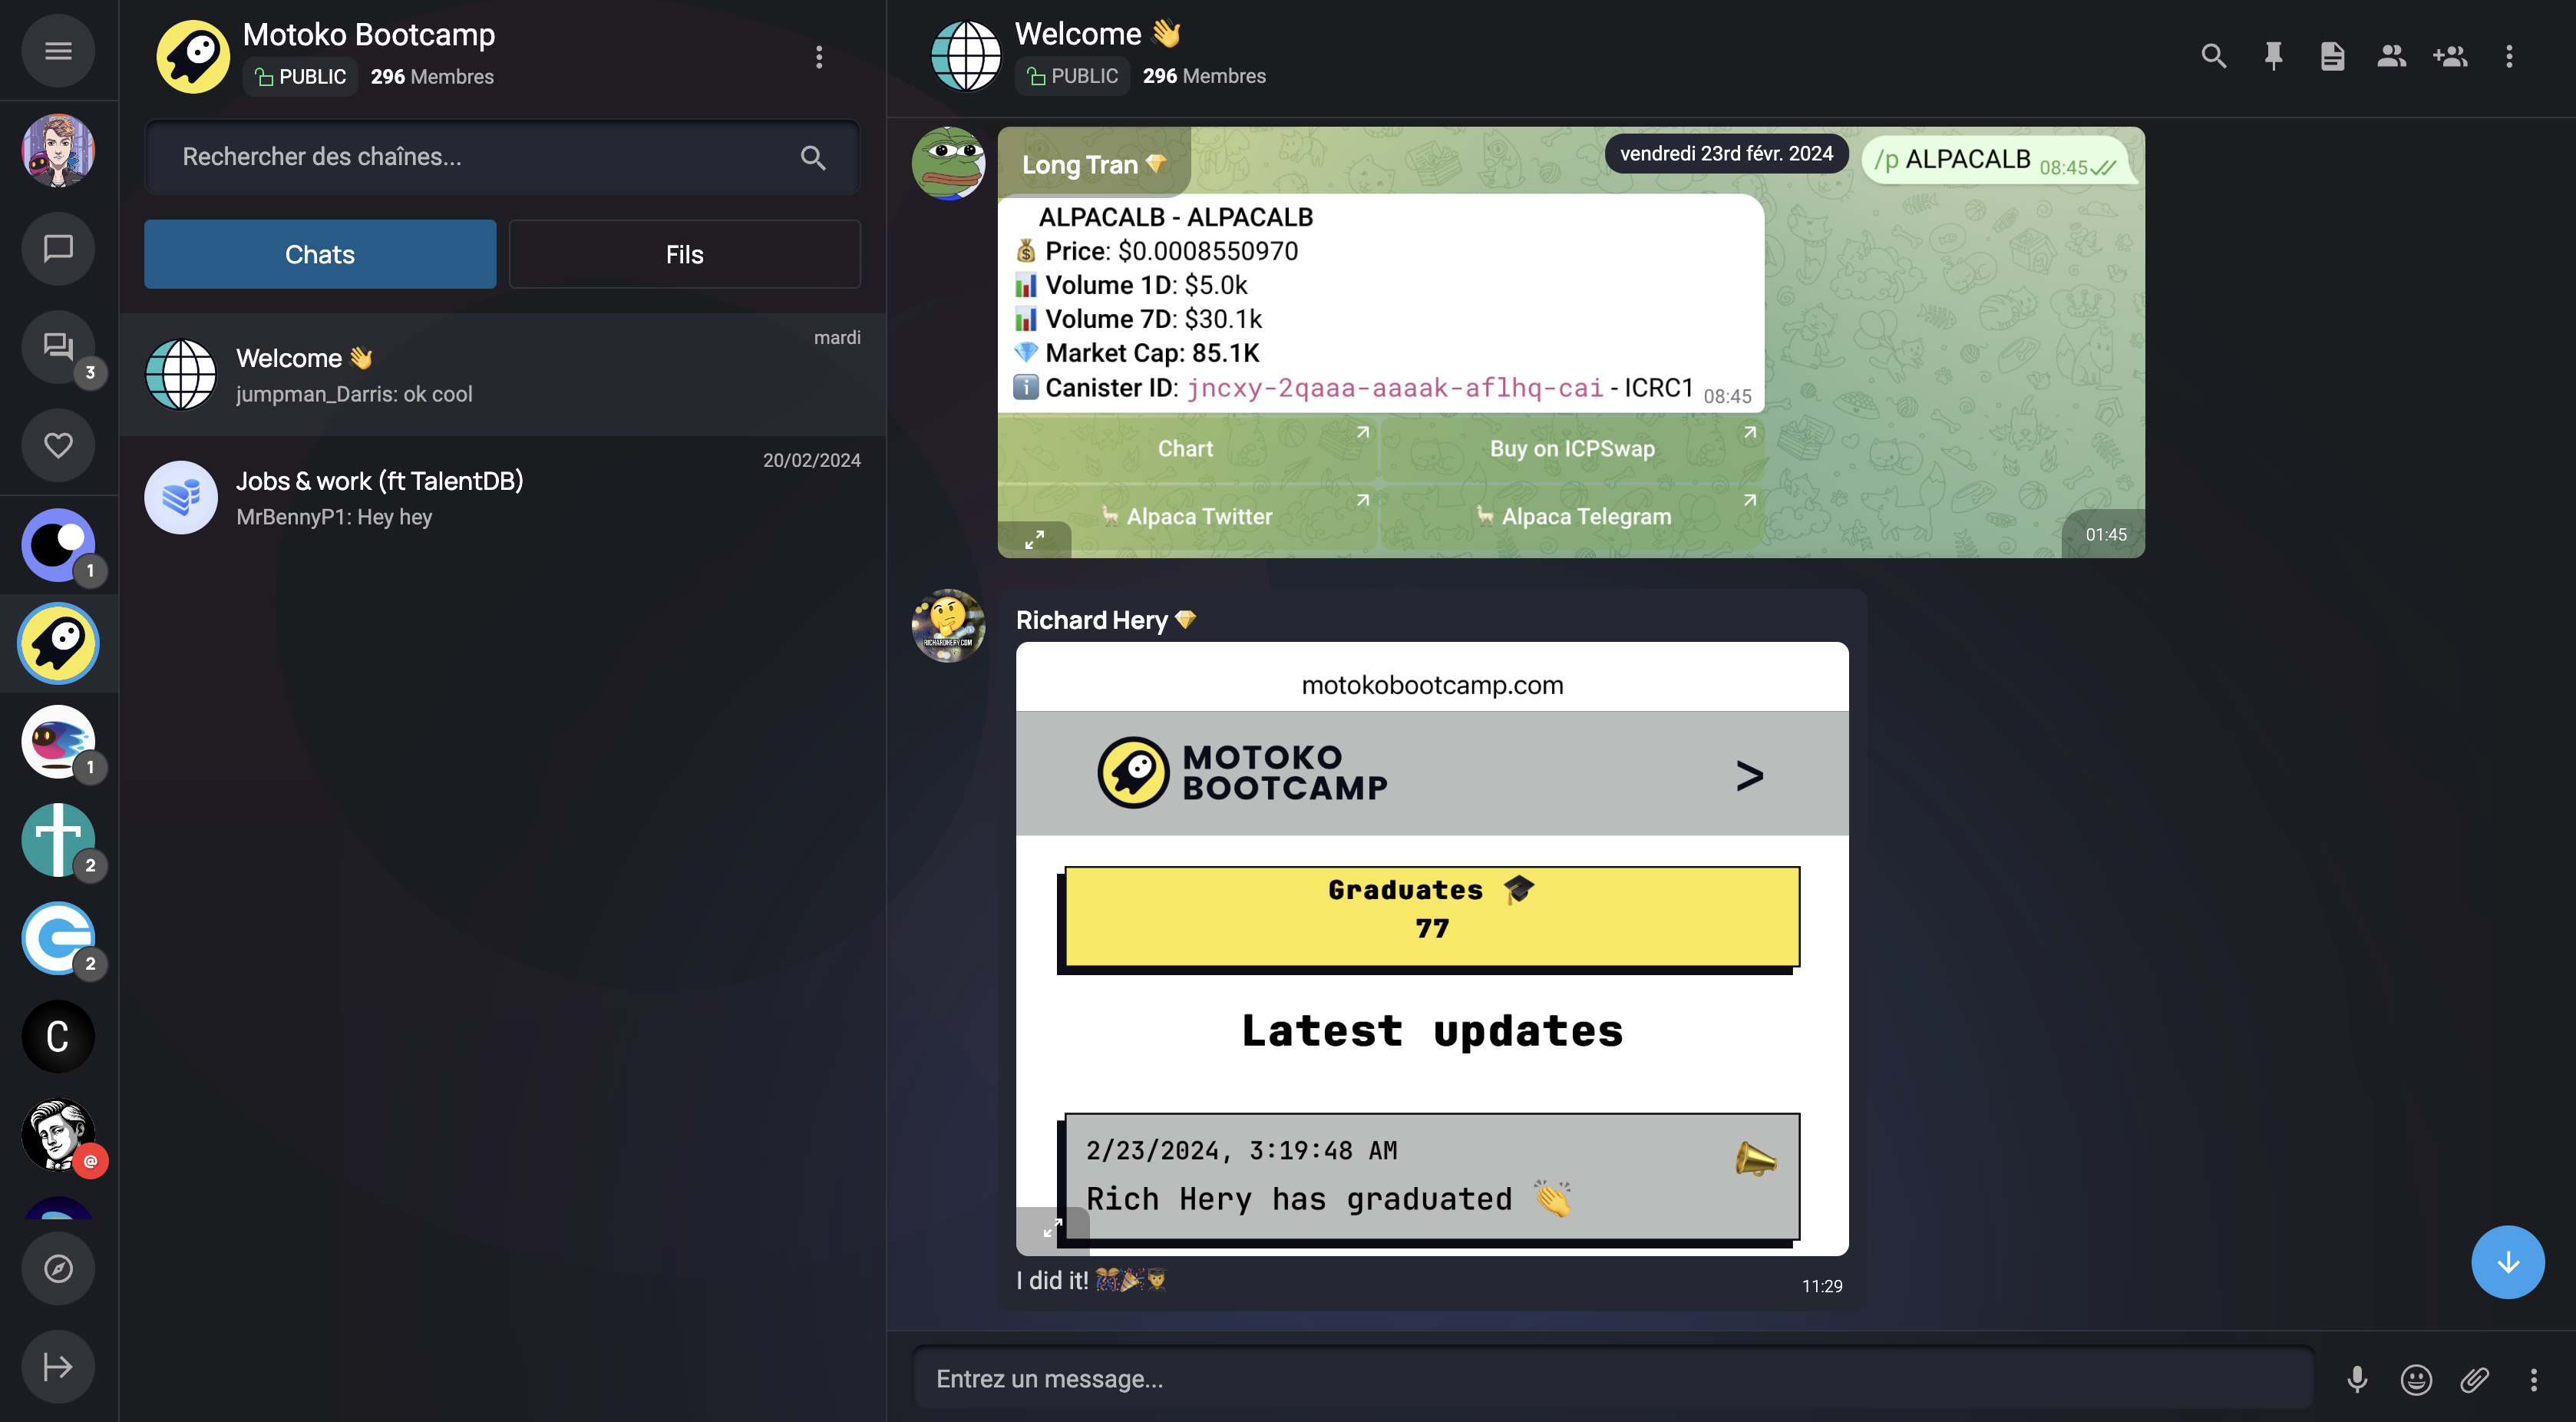 Motoko Bootcamp
PUBLIC 296 Membres
Rechercher des chaînes...
Chats
Fils
Welcome 👋
mardi
jumpman_Darris: ok cool
Jobs & work (ft TalentDB)
20/02/2024
MrBennyP1: Hey hey
3
1
1
2
2
C
@
Welcome 👋
PUBLIC 296 Membres
vendredi 23rd févr. 2024
Long Tran 💎
/p ALPACALB 08:45
ALPACALB - ALPACALB
💰 Price: $0.0008550970
📊 Volume 1D: $5.0k
📊 Volume 7D: $30.1k
💎 Market Cap: 85.1K
ℹ️ Canister ID: jncxy-2qaaa-aaaak-aflhq-cai - ICRC1 08:45
Chart
Buy on ICPSwap
🦙 Alpaca Twitter
🦙 Alpaca Telegram
01:45
RICHARDHERY.COM
Richard Hery 💎
motokobootcamp.com
MOTOKO
BOOTCAMP
>
Graduates 🎓
77
Latest updates
2/23/2024, 3:19:48 AM
Rich Hery has graduated 👏
I did it! 🎊🎉👨‍🎓
11:29
Entrez un message...